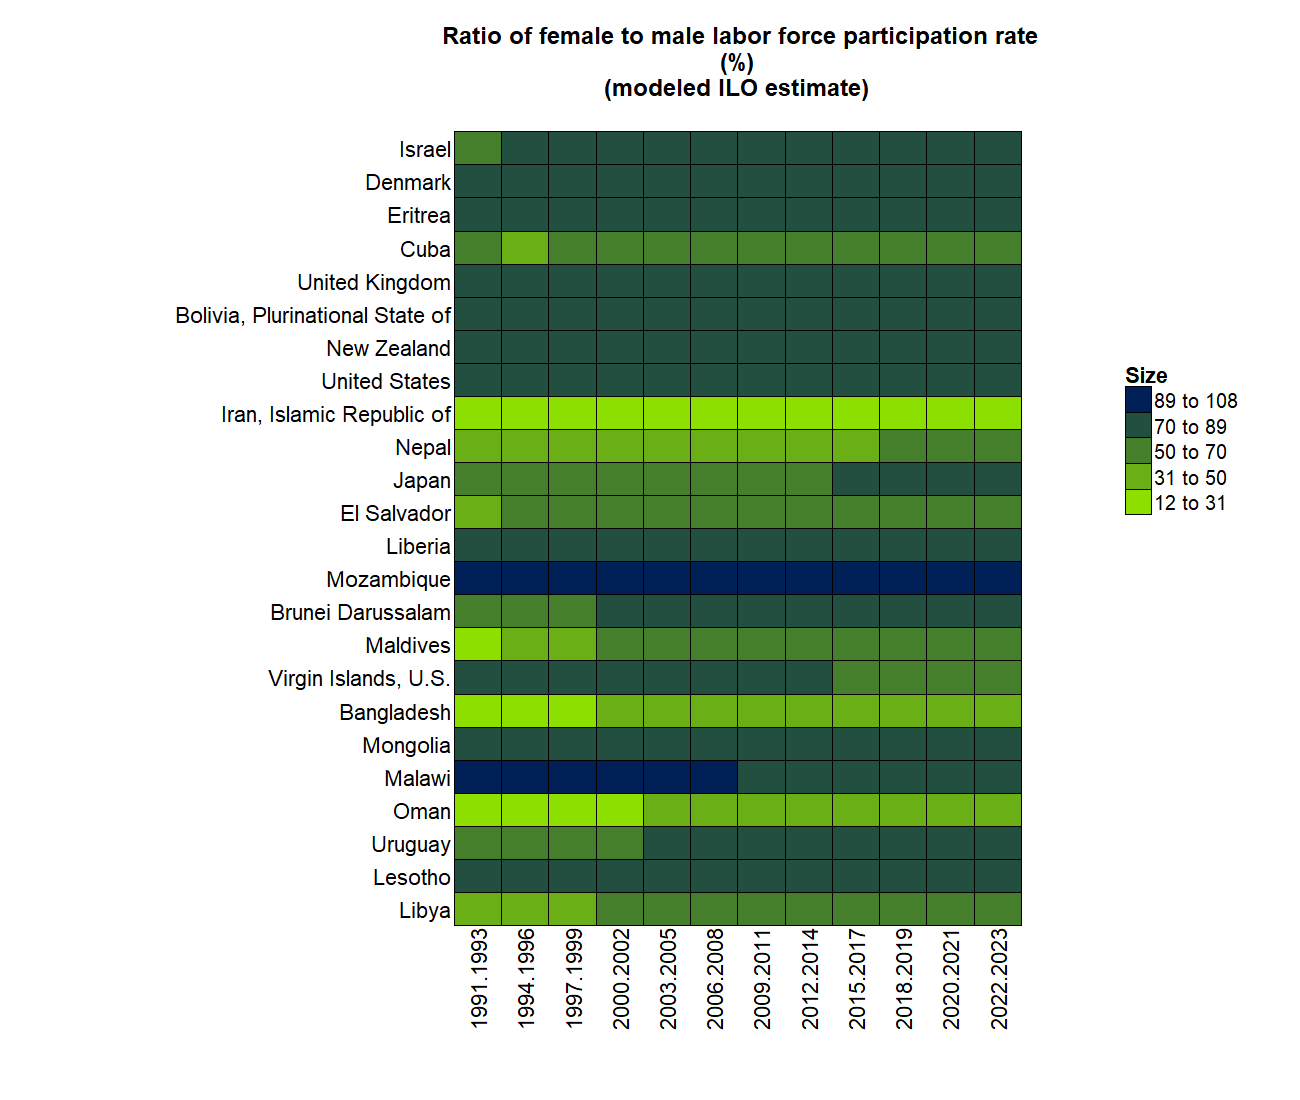 Ratio of female to male labor force participation rate
(%)
(modeled ILO estimate)
Israel
Denmark
Eritrea
Cuba
United Kingdom
Bolivia, Plurinational State of
New Zealand
United States
Iran, Islamic Republic of
Nepal
Japan
El Salvador
Liberia
Mozambique
Brunei Darussalam
Maldives
Virgin Islands, U.S.
Bangladesh
Mongolia
Malawi
Oman
Uruguay
Lesotho
Libya
1991.1993
1994.1996
1997.1999
2000.2002
2003.2005
2006.2008
2009.2011
2012.2014
2015.2017
2018.2019
2020.2021
2022.2023
Size
89 to 108
70 to 89
50 to 70
31 to 50
12 to 31